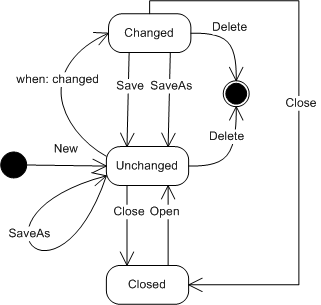 Changed
Delete
when: changed
Save
SaveAs
Close
Delete
New
Unchanged
Close
Open
SaveAs
Closed